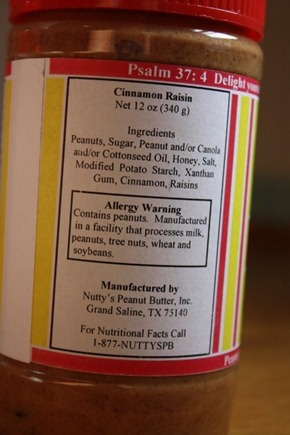 Psalm 37: 4 Delight
Cinnamon Raisin
Net 12 oz (340 g)
Ingredients
Peanuts, Sugar, Peanut and/or Canola
and/or Cottonseed Oil, Honey, Salt,
Modified Potato Starch, Xanthan
Gum, Cinnamon, Raisins
Allergy Warning
Contains peanuts. Manufactured
in a facility that processes milk,
peanuts, tree nuts, wheat and
soybeans.
Manufactured by
Nutty's Peanut Butter, Inc.
Grand Saline, TX 75140
For Nutritional Facts Call
1-877-NUTTYSPB